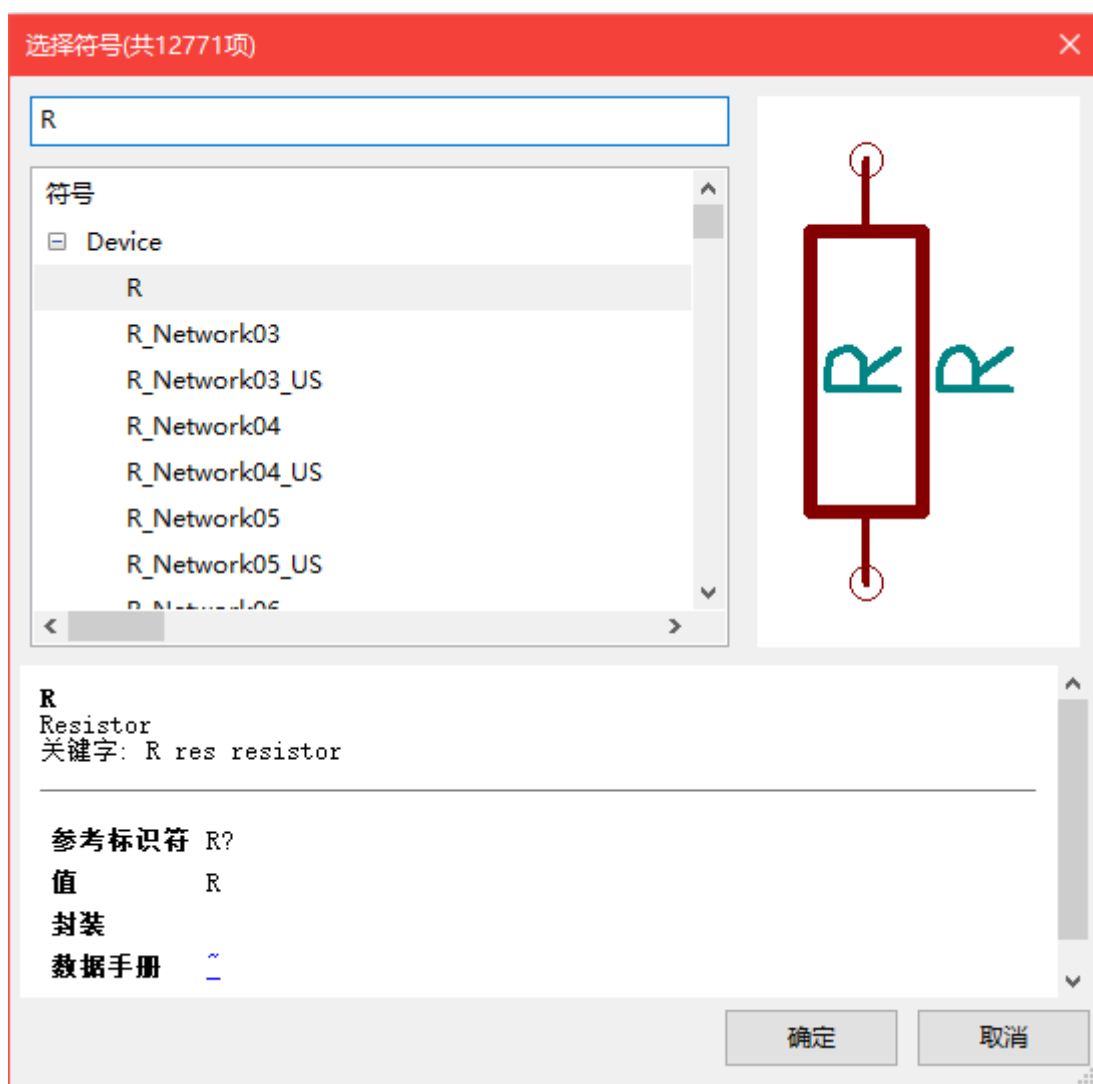 选择符号(共12771项)
R
符号
Device
R
R_Network03
R_Network03_US
R_Network04
R_Network04_US
R_Network05
R_Network05_US
R_Network06
R R
R
Resistor
关键字: R res resistor
参考标识符 R?
值 R
封装
数据手册 ~
确定 取消